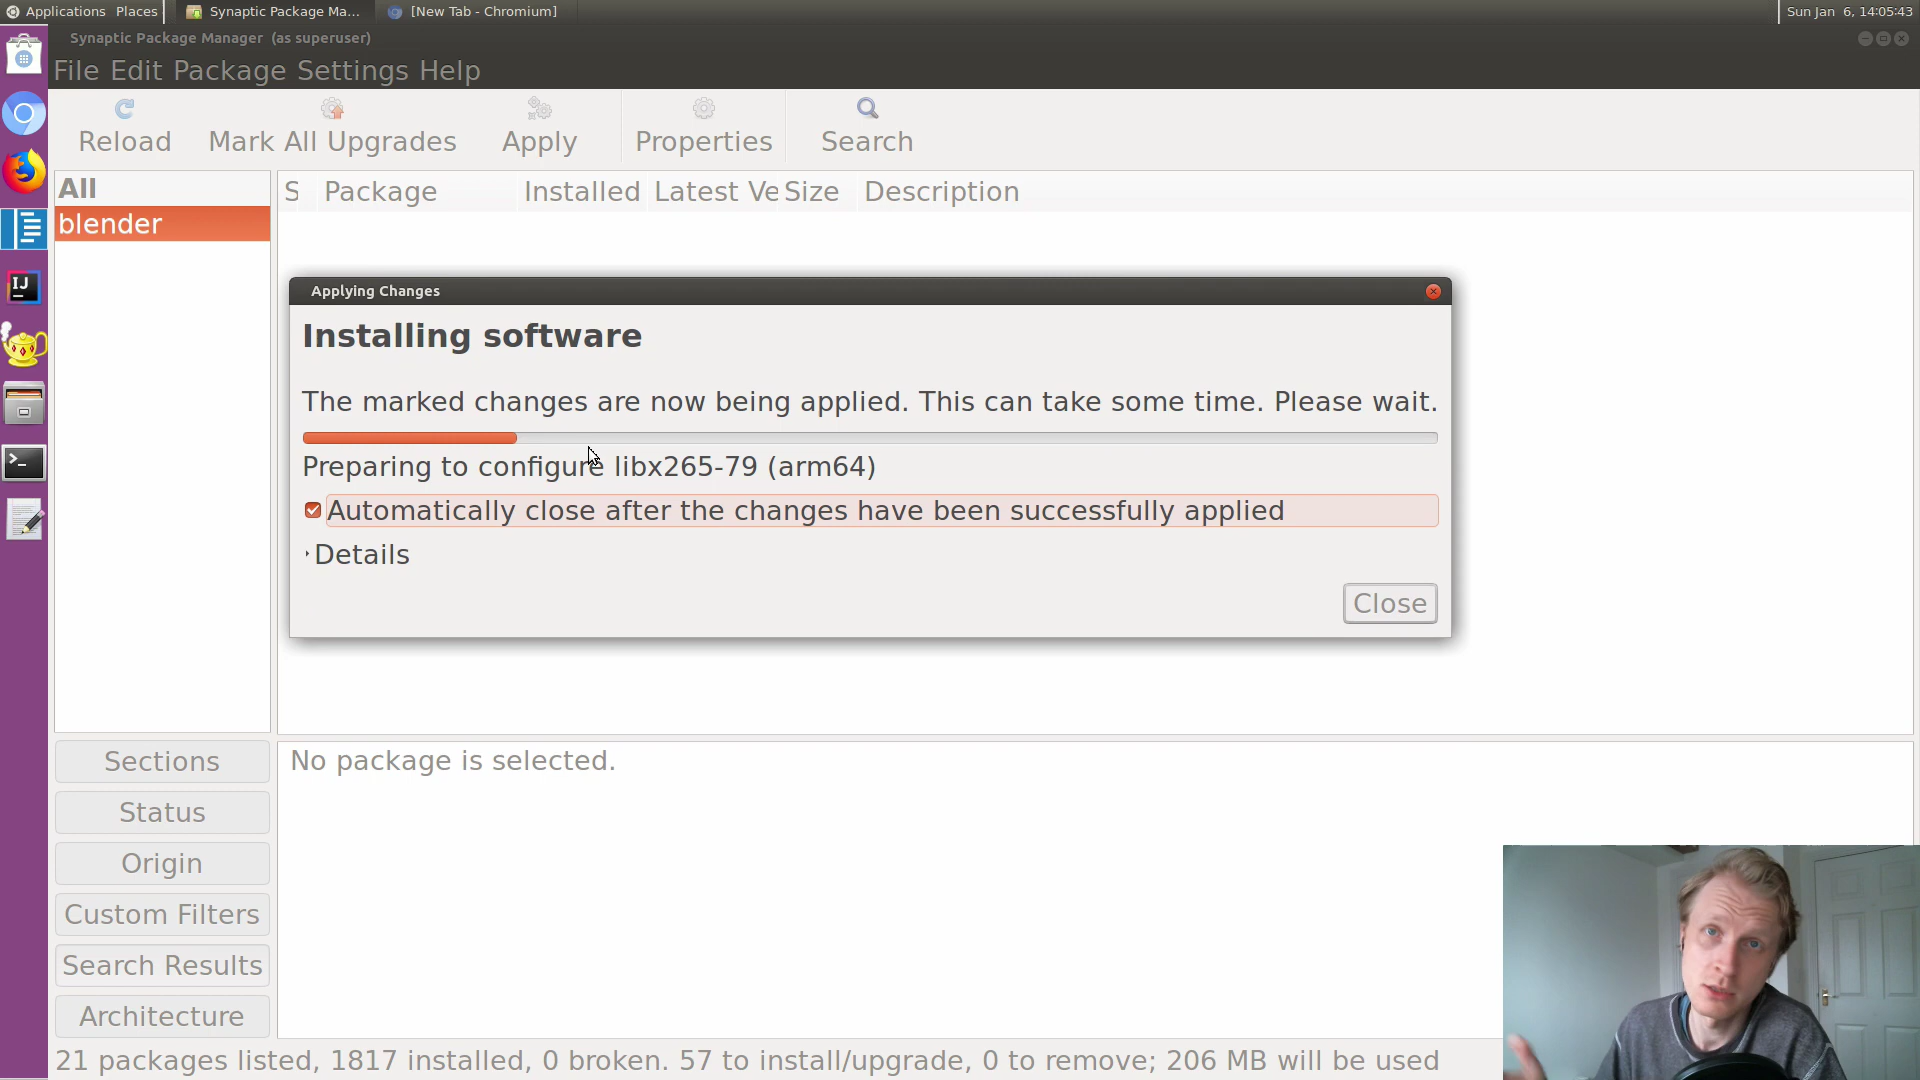 Applications Places Synaptic Package Ma... [New Tab - Chromium] Sun Jan 6, 14:05:43
Synaptic Package Manager (as superuser)
File Edit Package Settings Help
Reload Mark All Upgrades Apply Properties Search
All
blender
S Package Installed Latest Ve Size Description
Applying Changes
Installing software
The marked changes are now being applied. This can take some time. Please wait.
Preparing to configure libx265-79 (arm64)
Automatically close after the changes have been successfully applied
Details
Close
IJ
>_
Sections
Status
Origin
Custom Filters
Search Results
Architecture
No package is selected.
21 packages listed, 1817 installed, 0 broken. 57 to install/upgrade, 0 to remove; 206 MB will be used